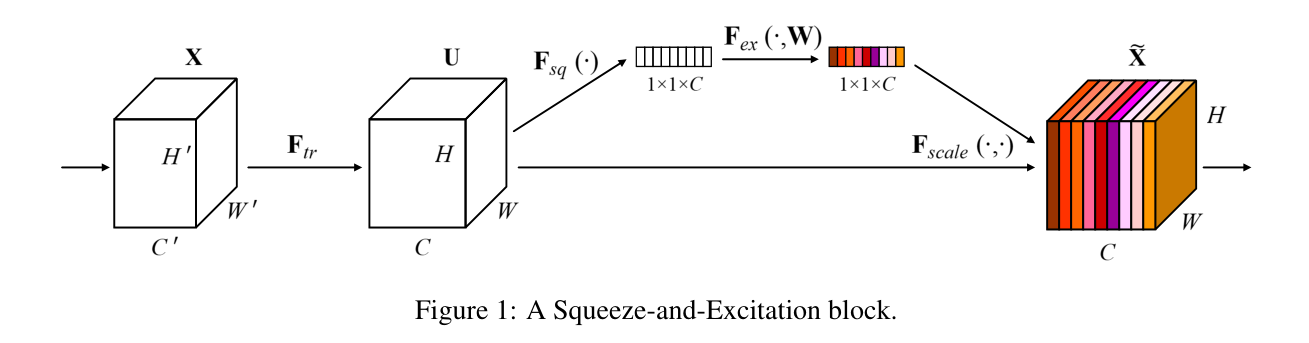 X
U
F_sq (·)
F_ex (·,W)
X̃
1×1×C
1×1×C
H′
F_tr
H
F_scale (·,·)
H
W′
W
W
C′
C
C
Figure 1: A Squeeze-and-Excitation block.